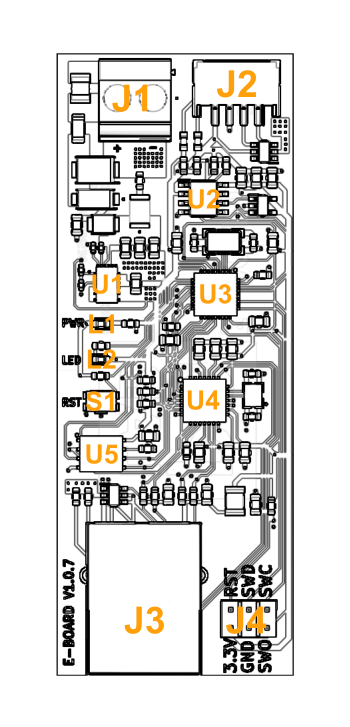 J1
J2
+
U2
U1
U3
PWR
L1
LED
L2
RST
S1
U4
U5
E-BOARD V1.0.7
J3
J4
RST
SWD
SWC
3.3V
GND
SWO